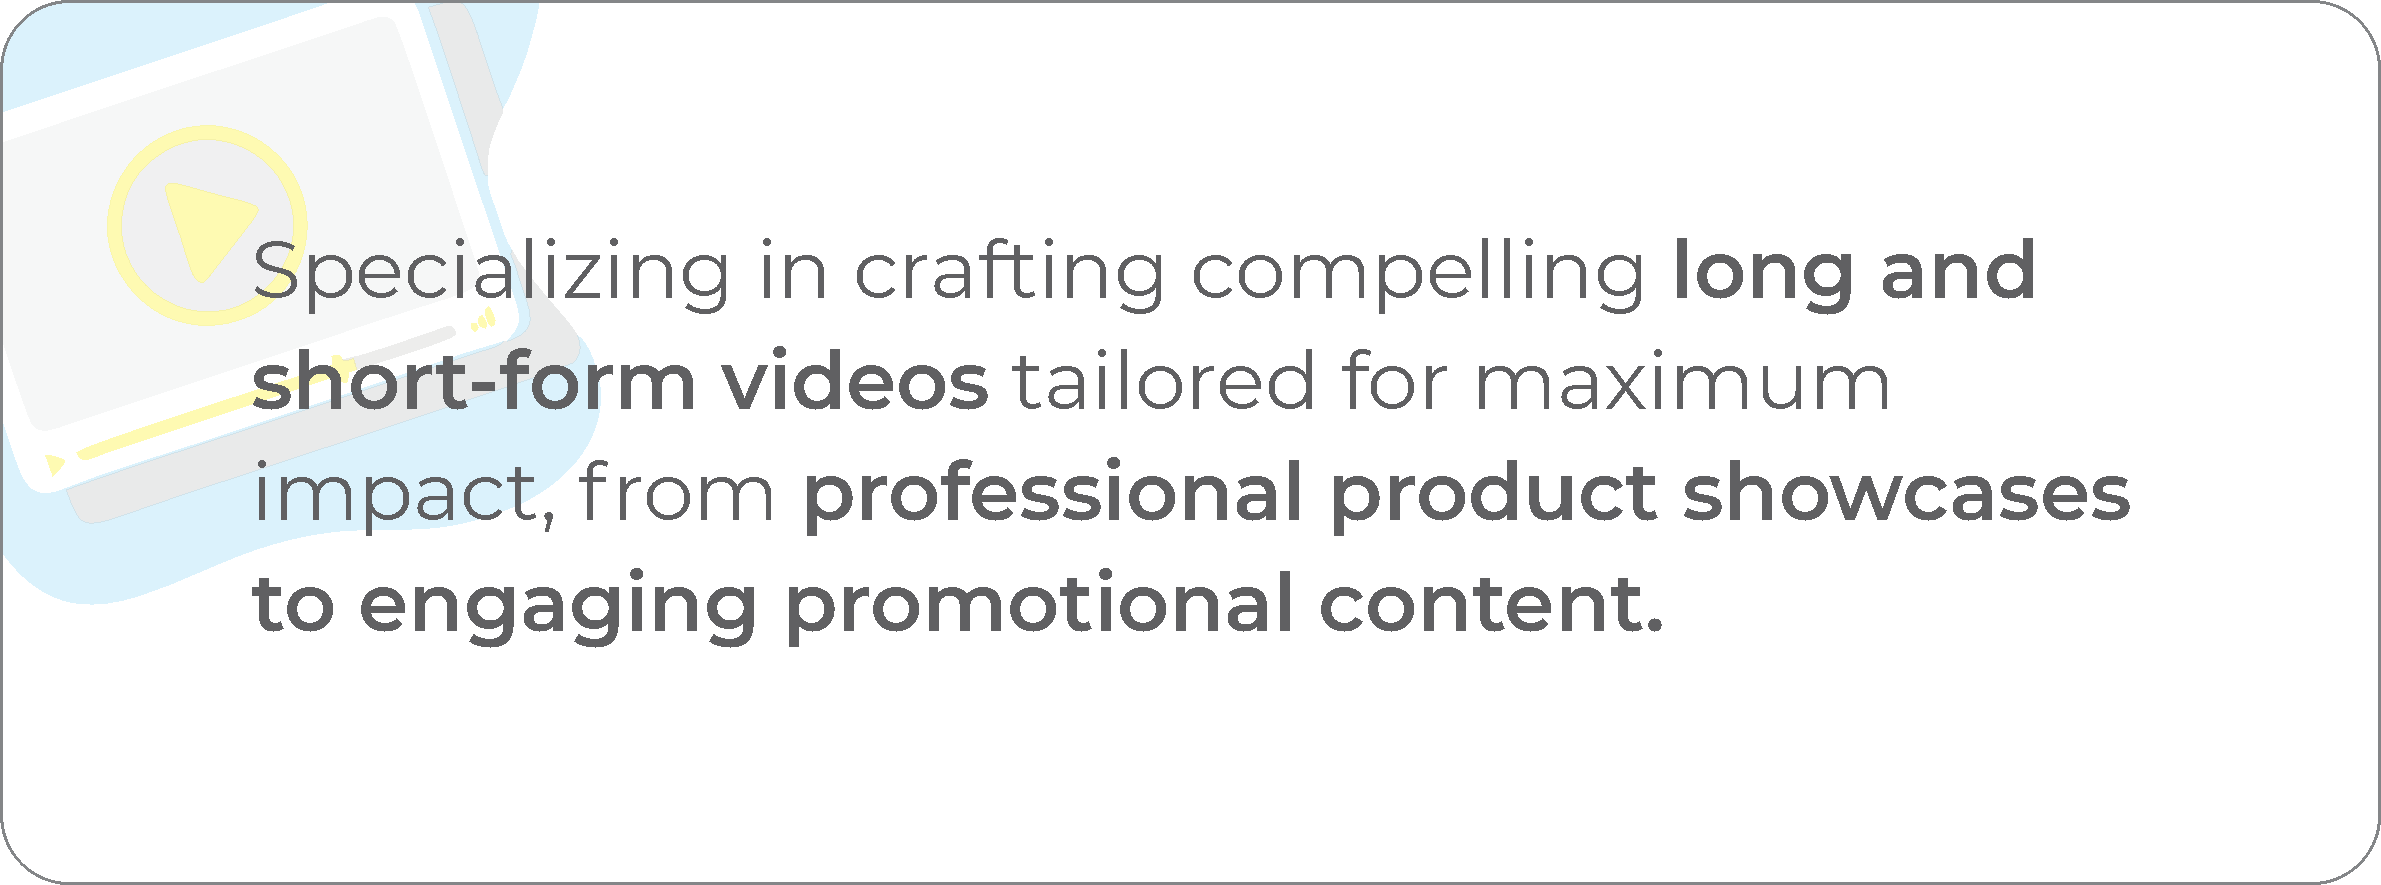 Specializing in crafting compelling long and
short-form videos tailored for maximum
impact, from professional product showcases
to engaging promotional content.